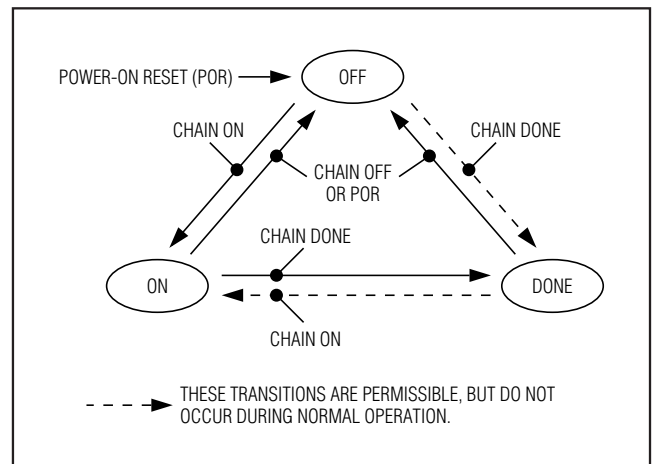 POWER-ON RESET (POR)
OFF
CHAIN ON
CHAIN DONE
CHAIN OFF
OR POR
CHAIN DONE
ON
DONE
CHAIN ON
THESE TRANSITIONS ARE PERMISSIBLE, BUT DO NOT
OCCUR DURING NORMAL OPERATION.